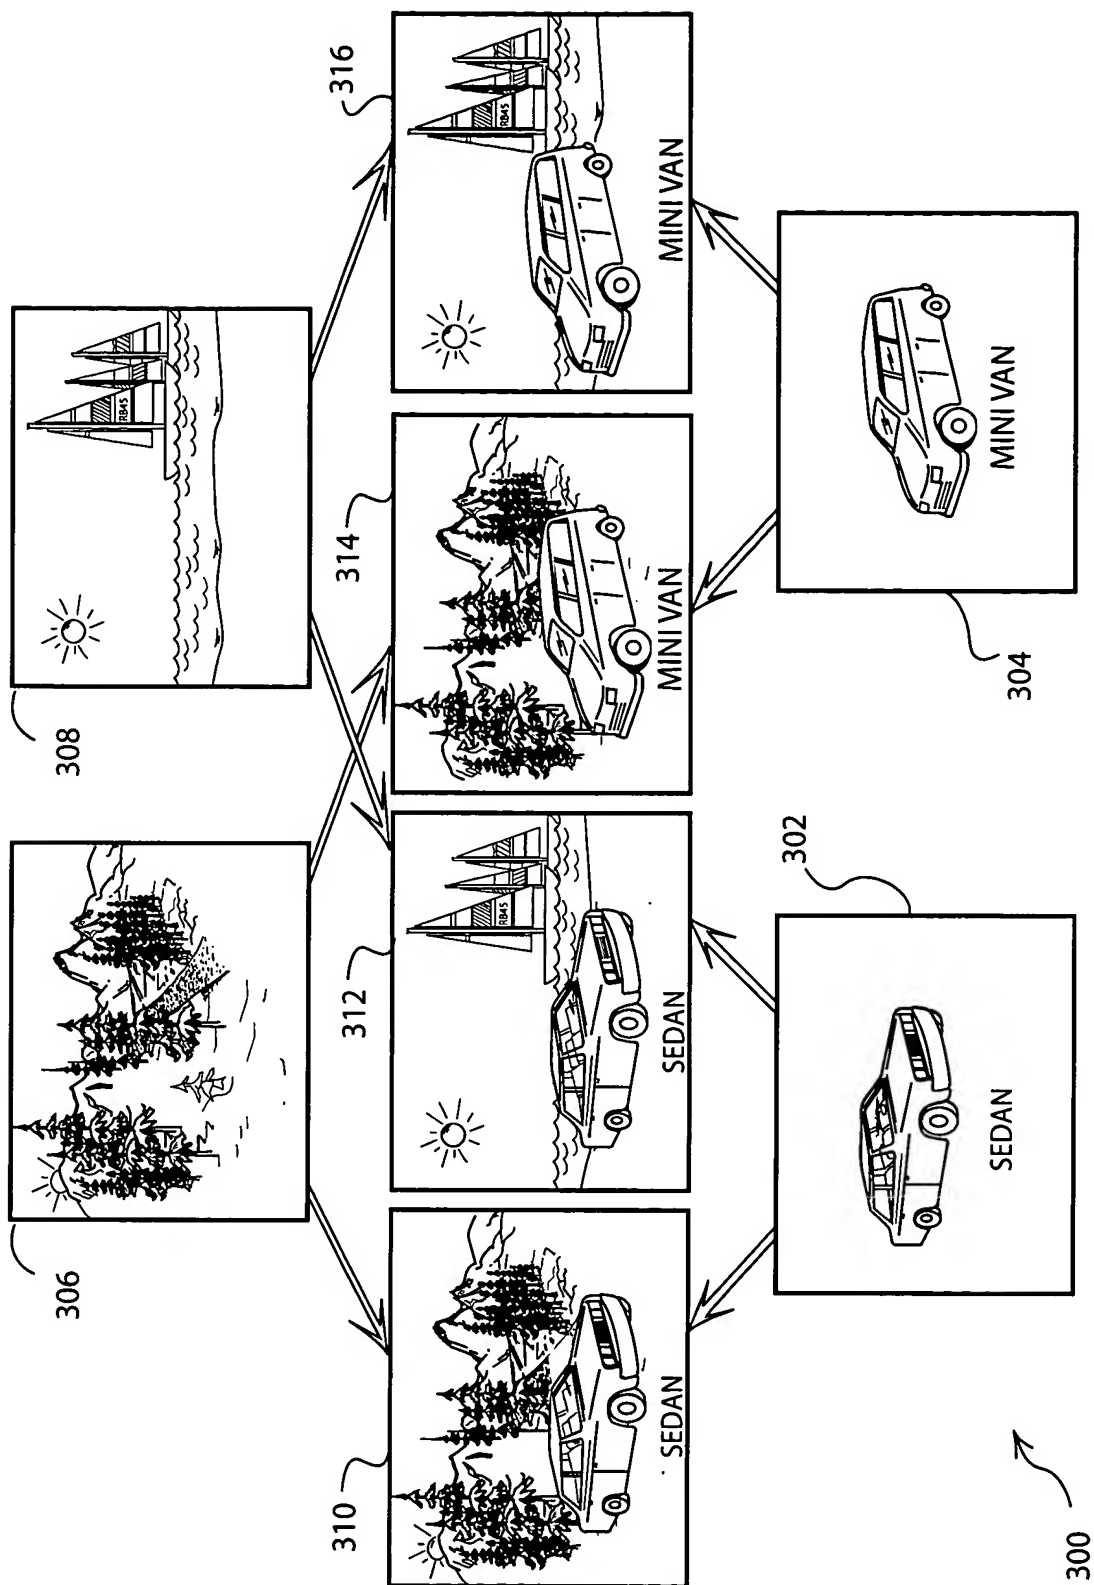 306
308
RB45
310
312
314
316
SEDAN
RB45
SEDAN
MINI VAN
RB45
MINI VAN
302
304
SEDAN
MINI VAN
300